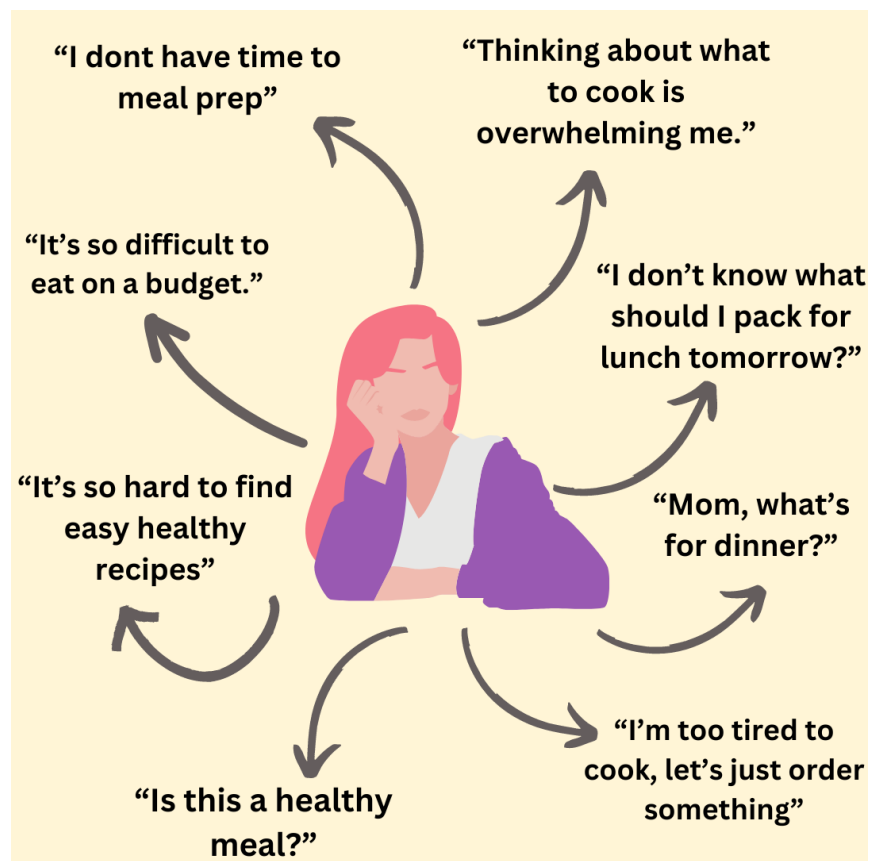 “I dont have time to
meal prep”
“Thinking about what
to cook is
overwhelming me.”
“It’s so difficult to
eat on a budget.”
“I don’t know what
should I pack for
lunch tomorrow?”
“It’s so hard to find
easy healthy
recipes”
“Mom, what’s
for dinner?”
“I’m too tired to
cook, let’s just order
something”
“Is this a healthy
meal?”